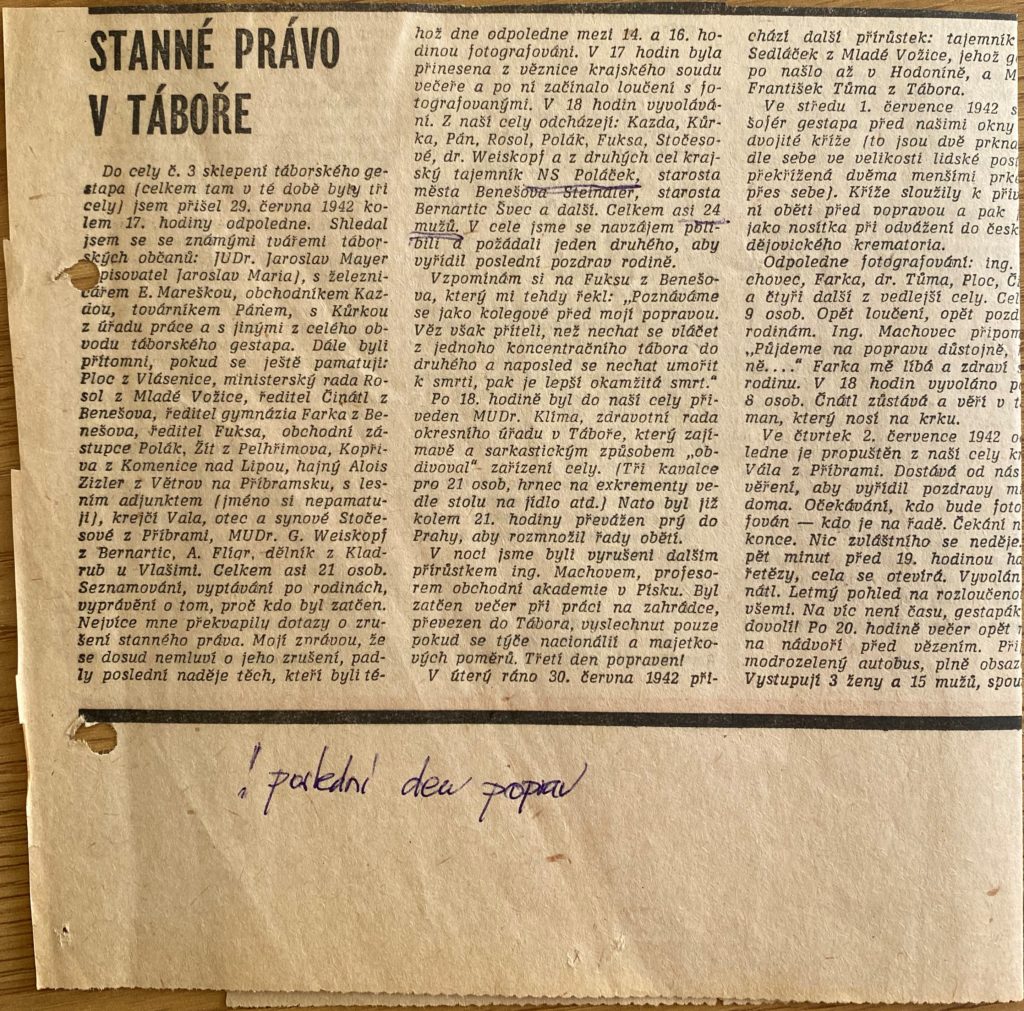 STANNÉ PRÁVO
V TÁBOŘE
Do cely č. 3 sklepení táborského ge-
stapa (celkem tam v té době byly tři
cely) jsem přišel 29. června 1942 ko-
lem 17. hodiny odpoledne. Shledal
jsem se se známými tvářemi tábor-
ských občanů: JUDr. Jaroslav Mayer
pisovatel Jaroslav Maria), s železni-
čářem E. Mareškou, obchodníkem Kaz-
dou, továrníkem Pánem, s Kůrkou
z úřadu práce a s jinými z celého ob-
vodu táborského gestapa. Dále byli
přítomni, pokud se ještě pamatuji:
Ploc z Vlásenice, ministerský rada Ro-
sol z Mladé Vožice, ředitel Činátl z
Benešova, ředitel gymnázia Farka z Be-
nešova, ředitel Fuksa, obchodní zá-
stupce Polák, Žít z Pelhřimova, Kopři-
va z Komenice nad Lipou, hajný Alois
Zizler z Větrov na Příbramsku, s les-
ním adjunktem (jméno si nepamatu-
ji), krejčí Vala, otec a synové Stoče-
sové z Příbrami, MUDr. G. Weiskopf
z Bernartic, A. Flígr, dělník z Klad-
rub u Vlašimi. Celkem asi 21 osob.
Seznamování, vyptávání po rodinách,
vyprávění o tom, proč kdo byl zatčen.
Nejvíce mne překvapily dotazy o zru-
šení stanného práva. Mojí zprávou, že
se dosud nemluví o jeho zrušení, pad-
ly poslední naděje těch, kteří byli té-
hož dne odpoledne mezi 14. a 16. ho-
dinou fotografováni. V 17 hodin byla
přinesena z věznice krajského soudu
večeře a po ní začínalo loučení s fo-
tografovanými. V 18 hodin vyvolává-
ní. Z naší cely odcházejí: Kazda, Kůr-
ka, Pán, Rosol, Polák, Fuksa, Stočeso-
vé, dr. Weiskopf a z druhých cel kraj-
ský tajemník NS Poláček, starosta
města Benešova Steindler, starosta
Bernartic Švec a další. Celkem asi 24
mužů. V cele jsme se navzájem polí-
bili a požádali jeden druhého, aby
vyřídil poslední pozdrav rodině.
Vzpomínám si na Fuksu z Benešo-
va, který mi tehdy řekl: „Poznáváme
se jako kolegové před mojí popravou.
Věz však příteli, než nechat se vláčet
z jednoho koncentračního tábora do
druhého a naposled se nechat umořit
k smrti, pak je lepší okamžitá smrt.“
Po 18. hodině byl do naší cely při-
veden MUDr. Klíma, zdravotní rada
okresního úřadu v Táboře, který zají-
mavě a sarkastickým způsobem „ob-
divoval“ zařízení cely. (Tři kavalce
pro 21 osob, hrnec na exkrementy ve-
dle stolu na jídlo atd.) Nato byl již
kolem 21. hodiny převážen prý do
Prahy, aby rozmnožil řady obětí.
V noci jsme byli vyrušeni dalším
přírůstkem ing. Machovem, profeso-
rem obchodní akademie v Písku. Byl
zatčen večer při práci na zahrádce,
převezen do Tábora, vyslechnut pouze
pokud se týče nacionálií a majetko-
vých poměrů. Třetí den popraven!
V úterý ráno 30. června 1942 při-
chází další přírůstek: tajemník
Sedláček z Mladé Vožice, jehož g
po našlo až v Hodoníně, a M
František Tůma z Tábora.
Ve středu 1. července 1942 s
šofér gestapa před našimi okny
dvojité kříže (to jsou dvě prkna
dle sebe ve velikosti lidské post
překřížená dvěma menšími prk
přes sebe). Kříže sloužily k přiv
ní obětí před popravou a pak j
jako nosítka při odvážení do česk
dějovického krematoria.
Odpoledne fotografování: ing.
chovec, Farka, dr. Tůma, Ploc, Č
a čtyři další z vedlejší cely. Cel
9 osob. Opět loučení, opět pozd
rodinám. Ing. Machovec připom
„Půjdeme na popravu důstojně,
ně....“ Farka mě líbá a zdraví s
rodinu. V 18 hodin vyvoláno p
8 osob. Čnátl zůstává a věří v t
man, který nosí na krku.
Ve čtvrtek 2. července 1942 o
ledne je propuštěn z naší cely k
Vála z Příbrami. Dostává od nás
věření, aby vyřídil pozdravy m
doma. Očekávání, kdo bude foto
fován — kdo je na řadě. Čekání n
konce. Nic zvláštního se neděje.
pět minut před 19. hodinou ha
řetězy, cela se otevírá. Vyvolán
nátl. Letmý pohled na rozloučeno
všemi. Na víc není času, gestapák
dovolí! Po 20. hodině večer opět r
na nádvoří před vězením. Při
modrozelený autobus, plně obsaz
Vystupují 3 ženy a 15 mužů, spou
! poslední den poprav